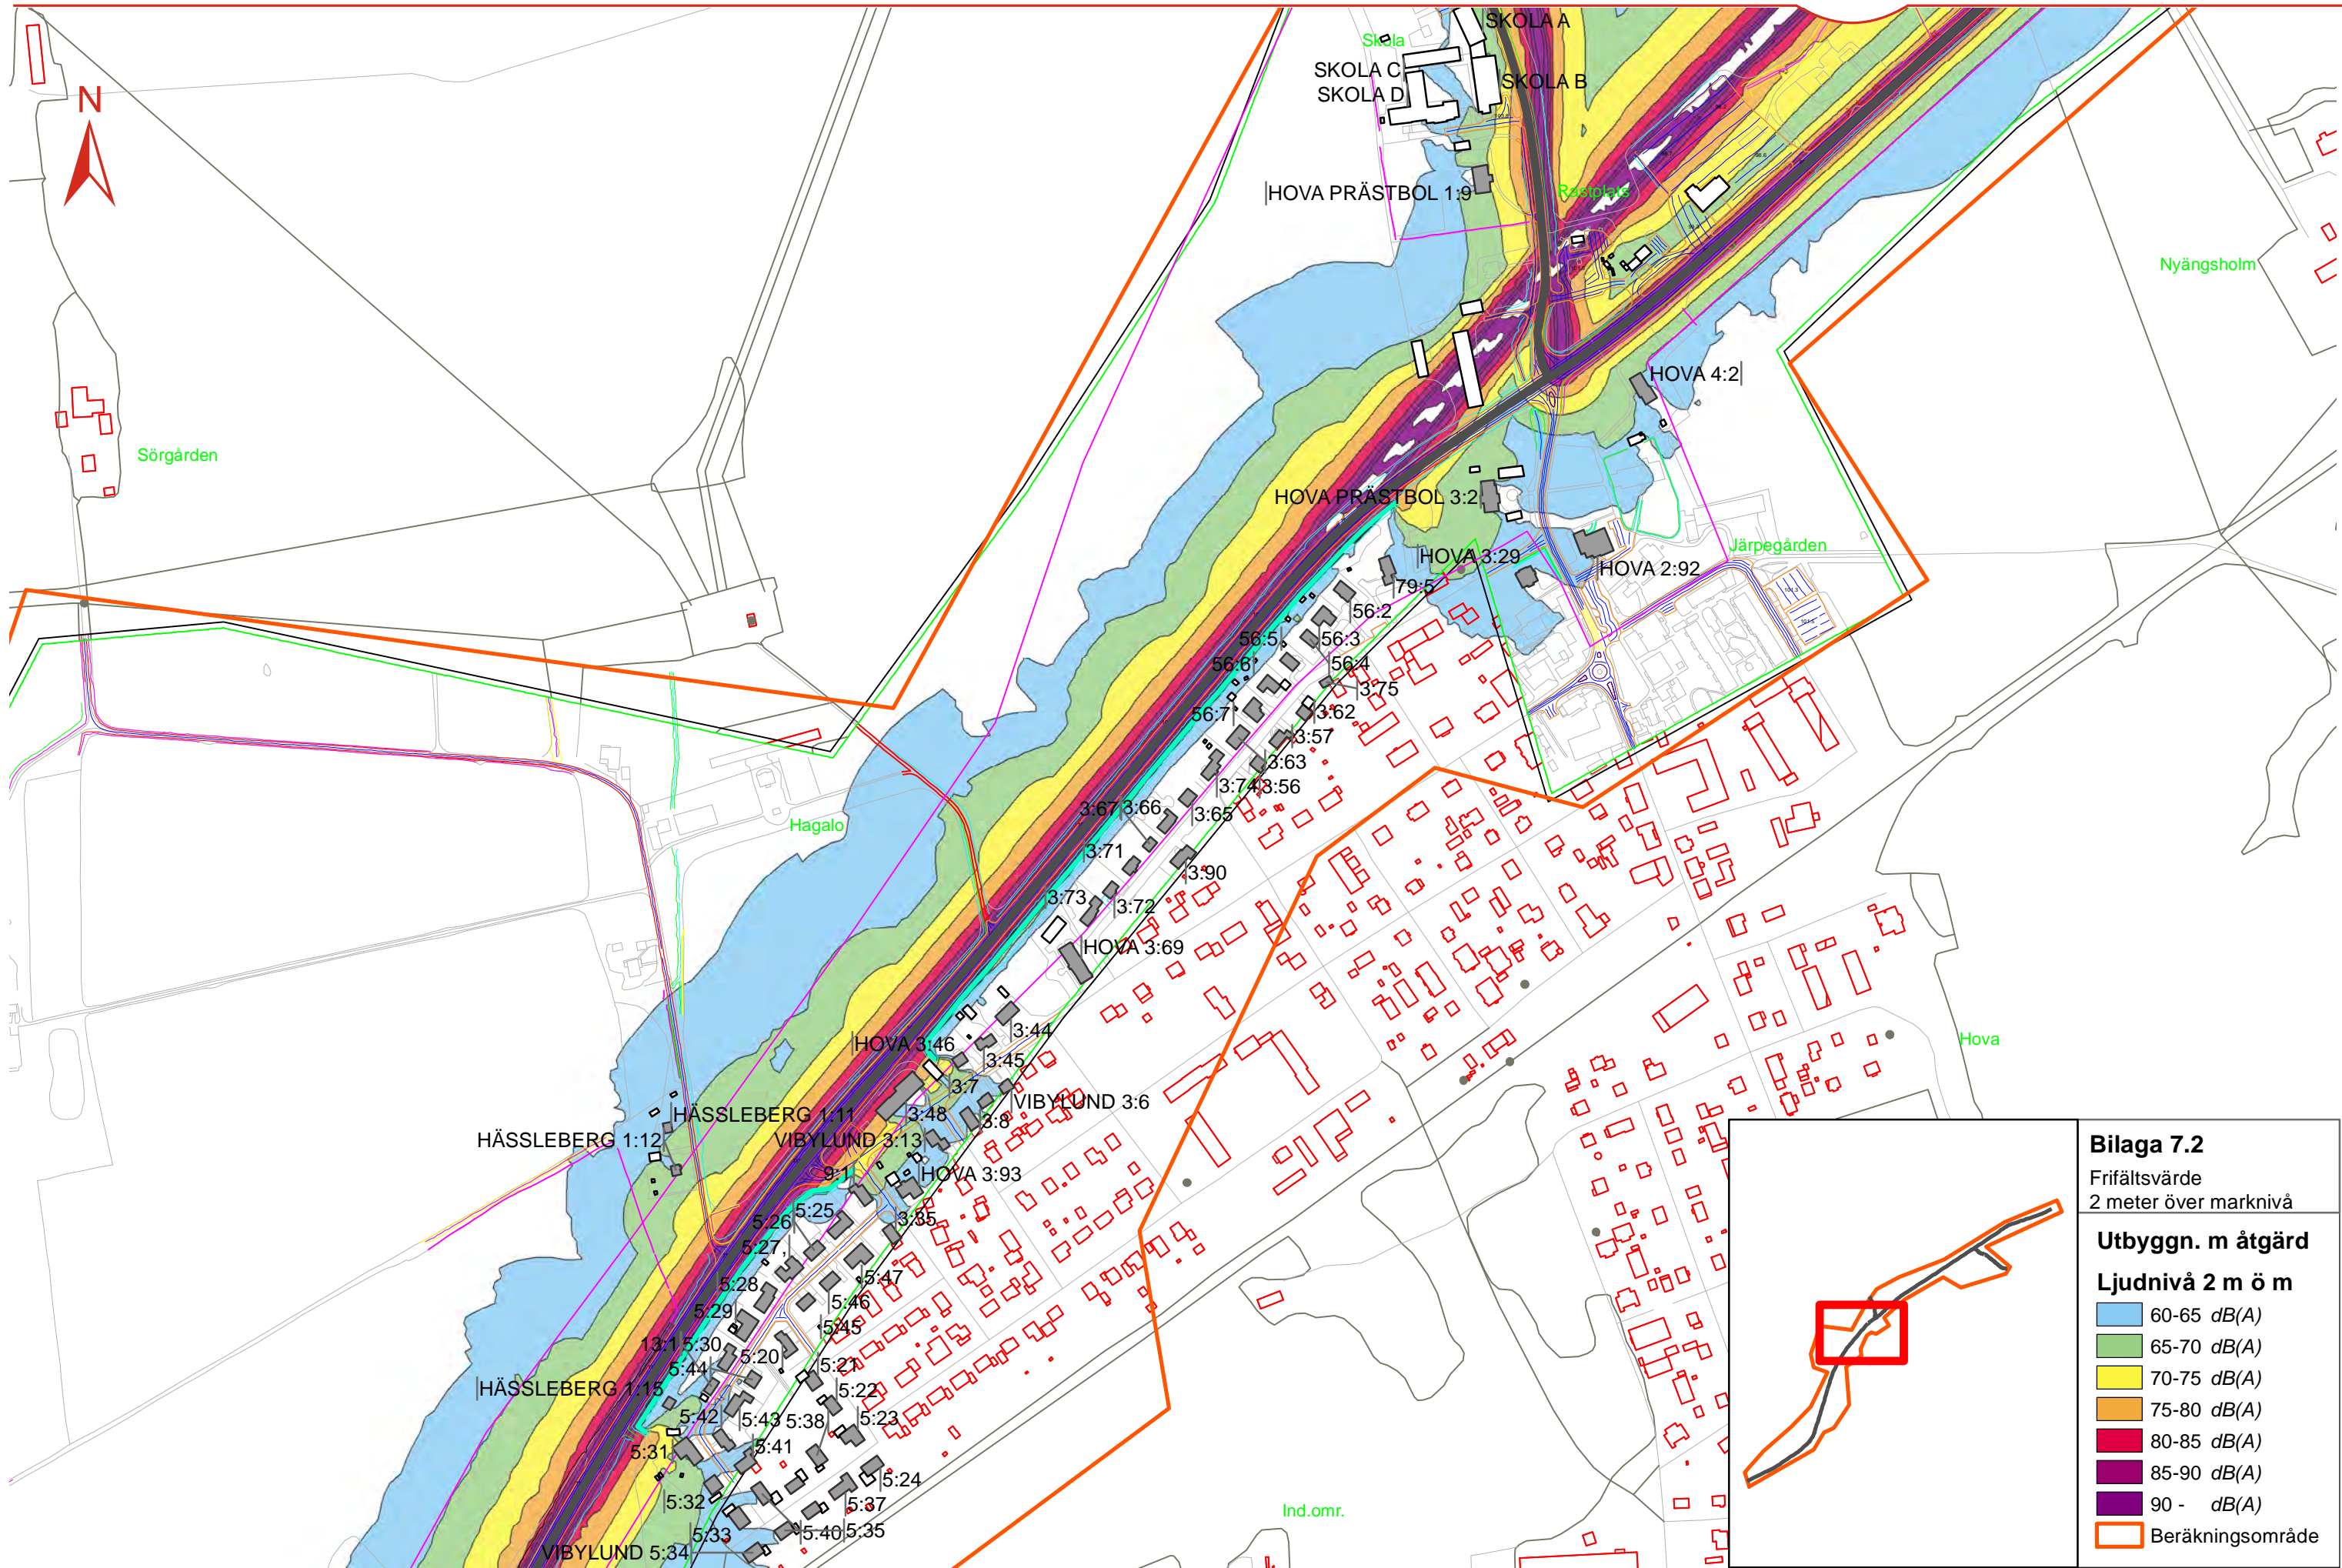 SKOLA A
Skola
SKOLA C
SKOLA B
SKOLA D
N
HOVA PRÄSTBOL 1:9
Rastplats
Nyängsholm
HOVA 4:2
Sörgården
HOVA PRÄSTBOL 3:2
Järpegården
HOVA 3:29
HOVA 2:92
79:5
56:2
56:5
56:3
56:6
56:4
3:75
56:7
3:62
3:57
3:63
3:74
3:56
3:67
3:66
3:65
Hagalo
3:71
3:90
3:73
3:72
HOVA 3:69
3:44
Hova
HOVA 3:46
3:45
3:7
VIBYLUND 3:6
HÄSSLEBERG 1:11
3:48
3:8
HÄSSLEBERG 1:12
VIBYLUND 3:13
9:1
HOVA 3:93
5:25
3:35
5:26
5:27,
5:28
5:47
5:29
5:46
5:45
13:1
5:30
5:20
5:44
5:21
HÄSSLEBERG 1:15
5:22
5:42
5:43
5:38
5:23
5:31
5:41
5:24
5:32
5:37
5:33
5:40
5:35
VIBYLUND 5:34
Ind.omr.
Bilaga 7.2
Frifältsvärde
2 meter över marknivå
Utbyggn. m åtgärd
Ljudnivå 2 m ö m
60-65 dB(A)
65-70 dB(A)
70-75 dB(A)
75-80 dB(A)
80-85 dB(A)
85-90 dB(A)
90 - dB(A)
Beräkningsområde